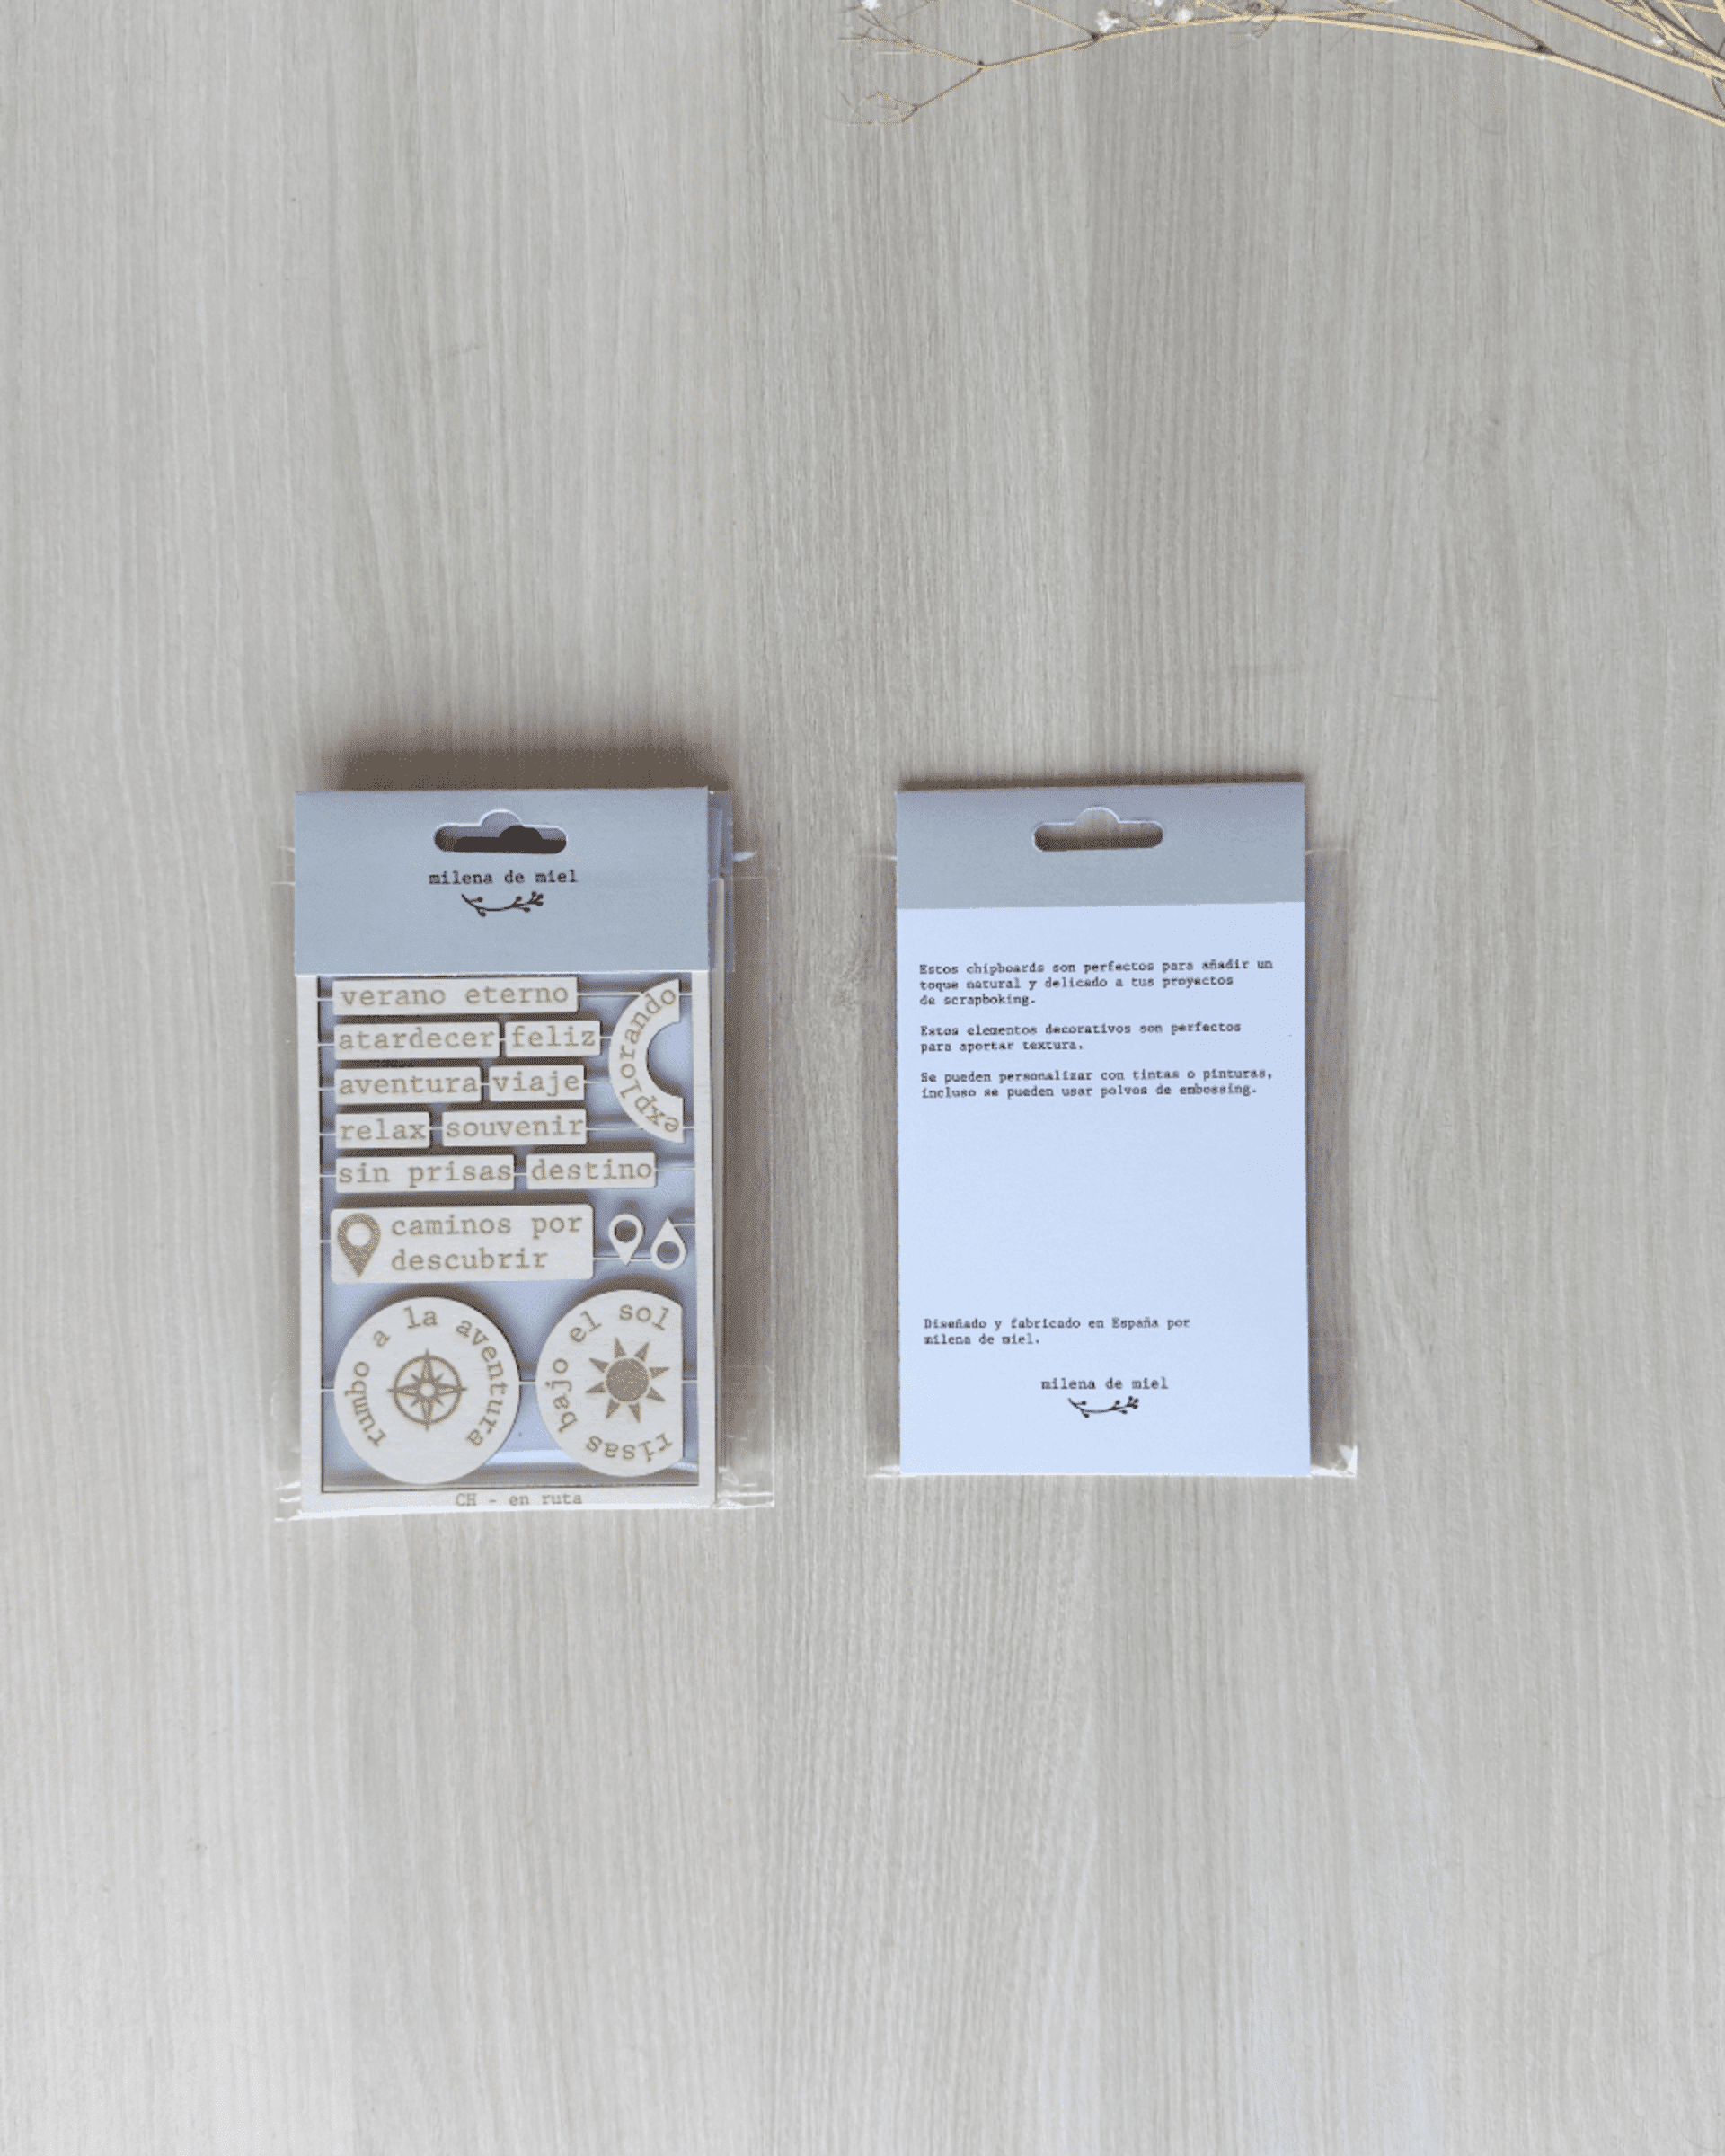 milena de miel
verano eterno
explorando
atardecer feliz
aventura viaje
relax souvenir
sin prisas destino
caminos por
descubrir
rumbo a la aventura
risas bajo el sol
CH - en ruta
Estos chipboards son perfectos para añadir un
toque natural y delicado a tus proyectos
de scrapboking.
Estos elementos decorativos son perfectos
para aportar textura.
Se pueden personalizar con tintas o pinturas,
incluso se pueden usar polvos de embossing.
Diseñado y fabricado en España por
milena de miel.
milena de miel